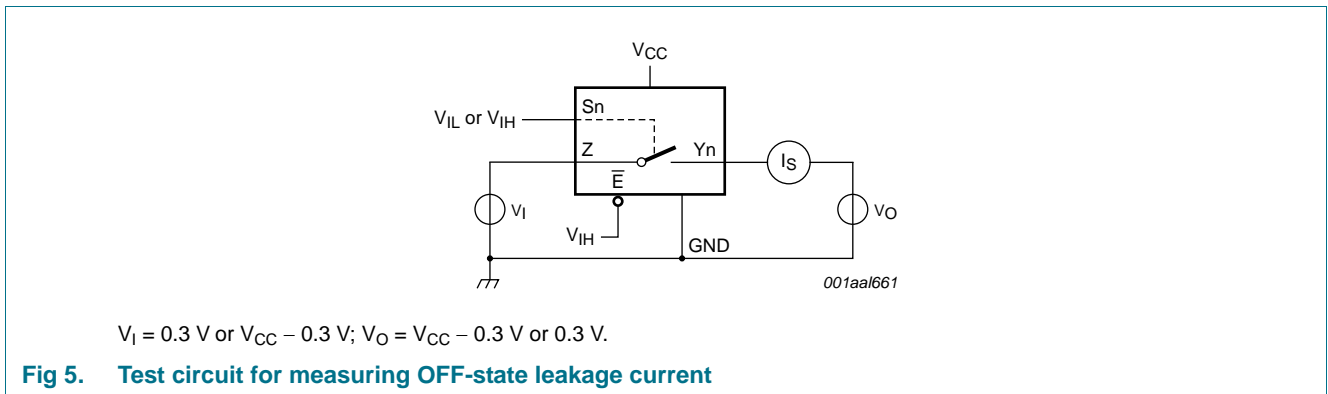 VCC
Sn
VIL or VIH
Z
Yn
IS
E̅
VI
VO
VIH
GND
001aal661
VI = 0.3 V or VCC − 0.3 V; VO = VCC − 0.3 V or 0.3 V.
Fig 5. Test circuit for measuring OFF-state leakage current